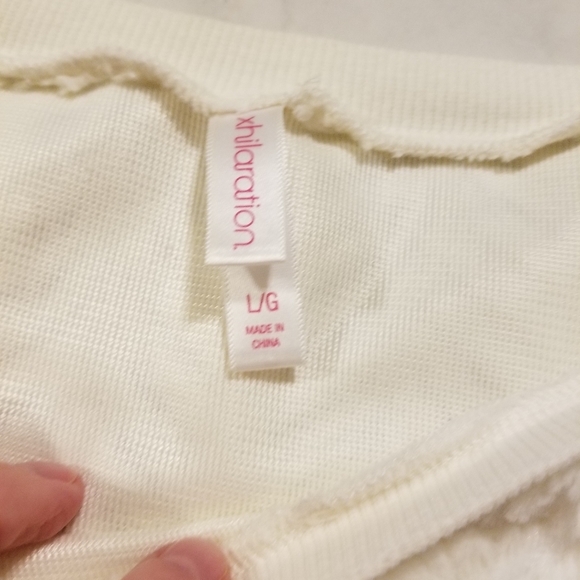 xhilaration.
L/G
MADE IN
CHINA